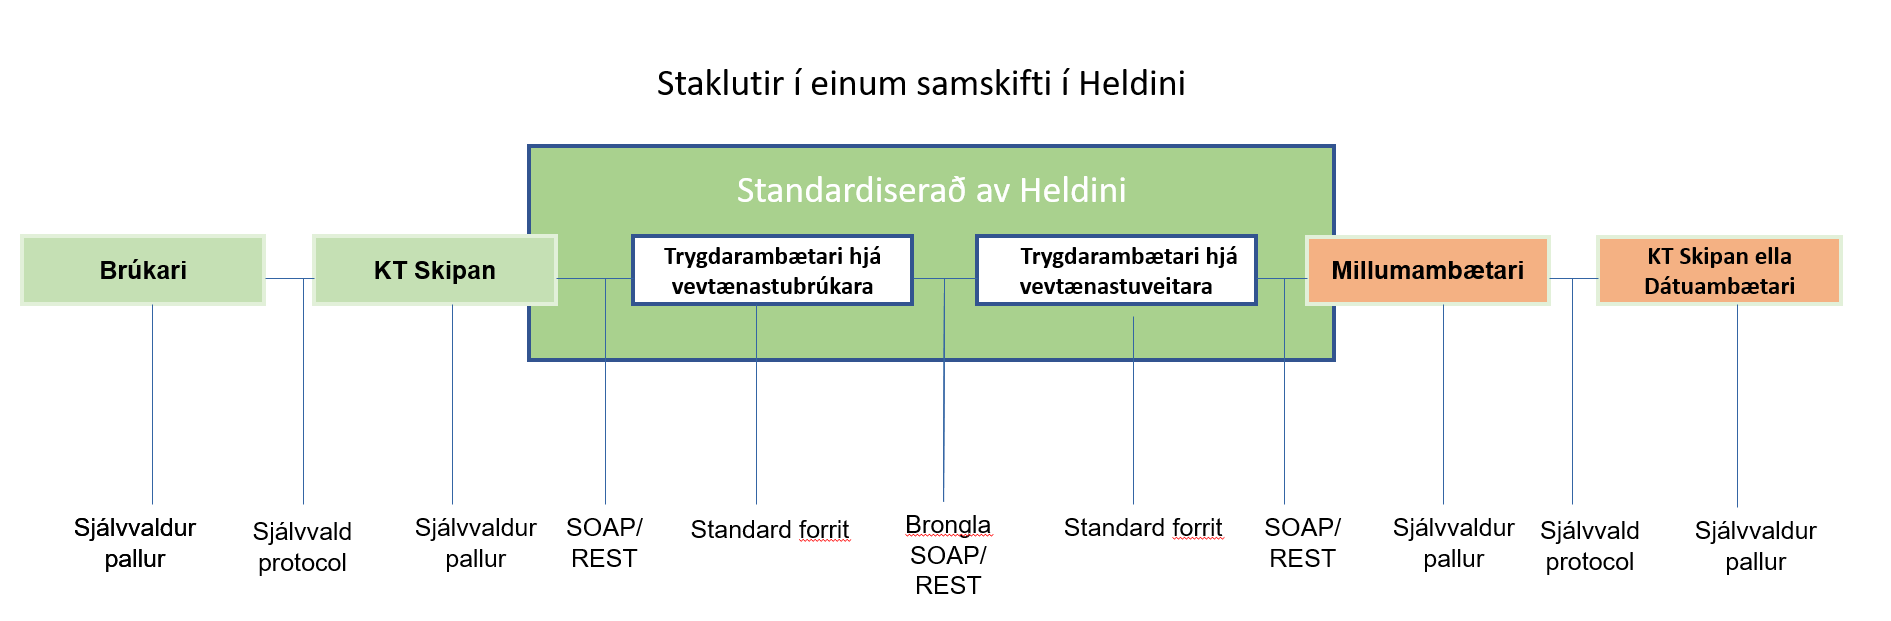 Staklutir í einum samskifti í Heldini
Standardiserað av Heldini
Brúkari
KT Skipan
Trygdarambætari hjá
vevtænastubrúkara
Trygdarambætari hjá
vevtænastuveitara
Millumambætari
KT Skipan ella
Dátuambætari
Sjálvvaldur
pallur
Sjálvvald
protocol
Sjálvvaldur
pallur
SOAP/
REST
Standard forrit
Brongla
SOAP/
REST
Standard forrit
SOAP/
REST
Sjálvvaldur
pallur
Sjálvvald
protocol
Sjálvvaldur
pallur